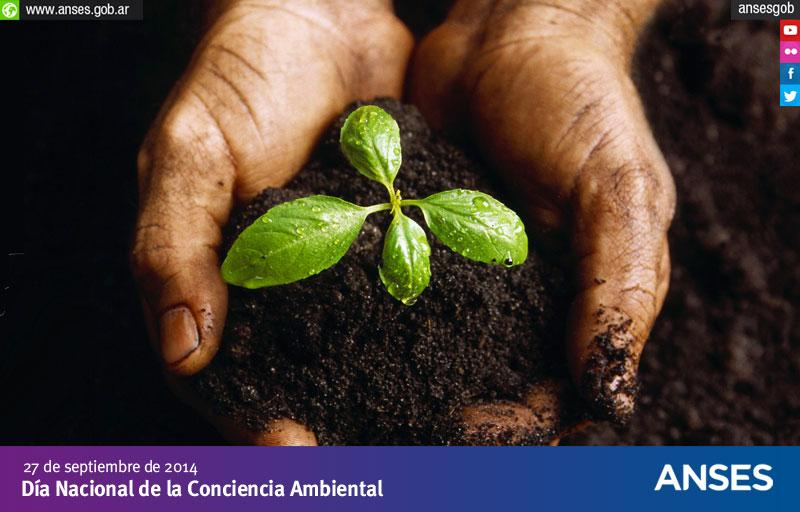 www.anses.gob.ar
ansesgob
27 de septiembre de 2014
Día Nacional de la Conciencia Ambiental
ANSES